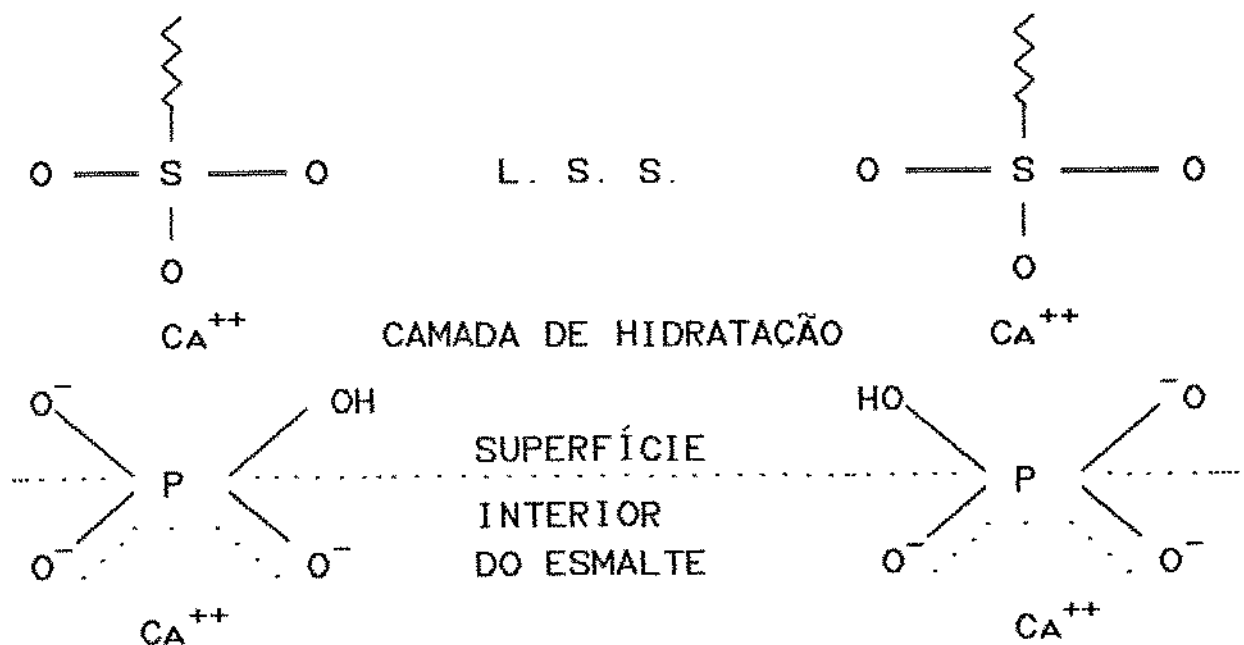 O S O L. S. S. O S O
O O
CA++ CAMADA DE HIDRATAÇÃO CA++
O- OH HO -O
SUPERFÍCIE
P P
INTERIOR
O- O- DO ESMALTE O- O-
CA++ CA++